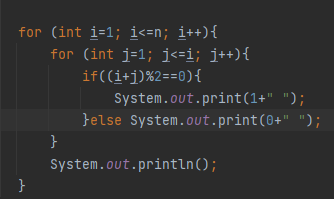 for (int i=1; i<=n; i++){
    for (int j=1; j<=i; j++){
        if((i+j)%2==0){
            System.out.print(1+" ");
        }else System.out.print(0+" ");
    }
    System.out.println();
}